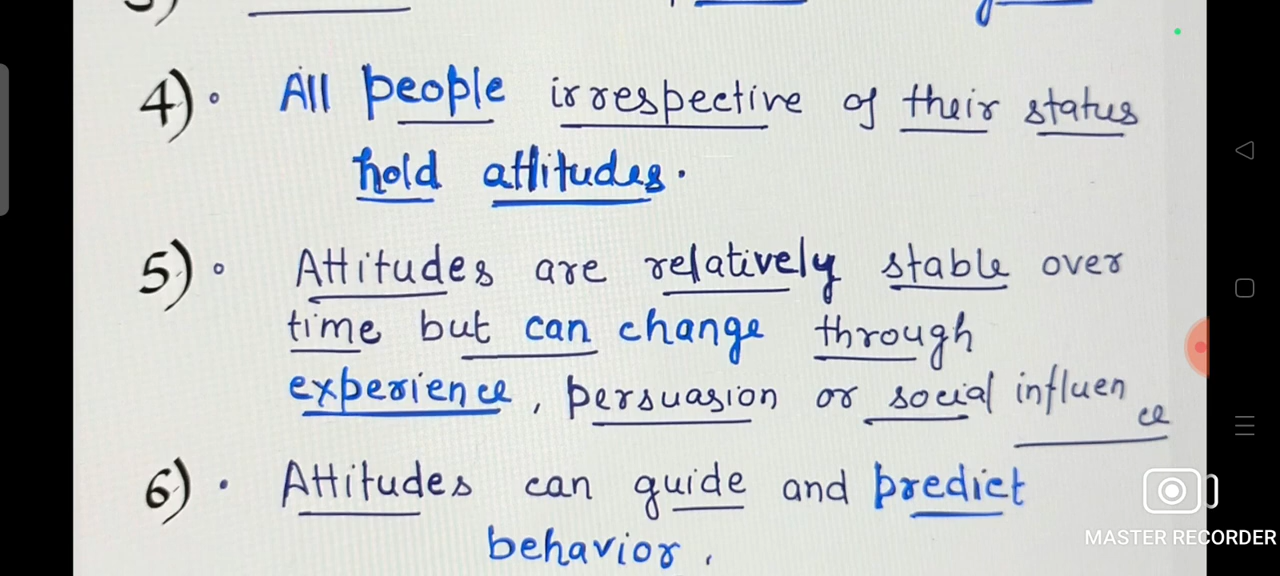 4)• All people irrespective of their status
hold attitudes.
5)• Attitudes are relatively stable over
time but can change through
experience, persuasion or social influence
6)• Attitudes can guide and predict
behavior.
MASTER RECORDER